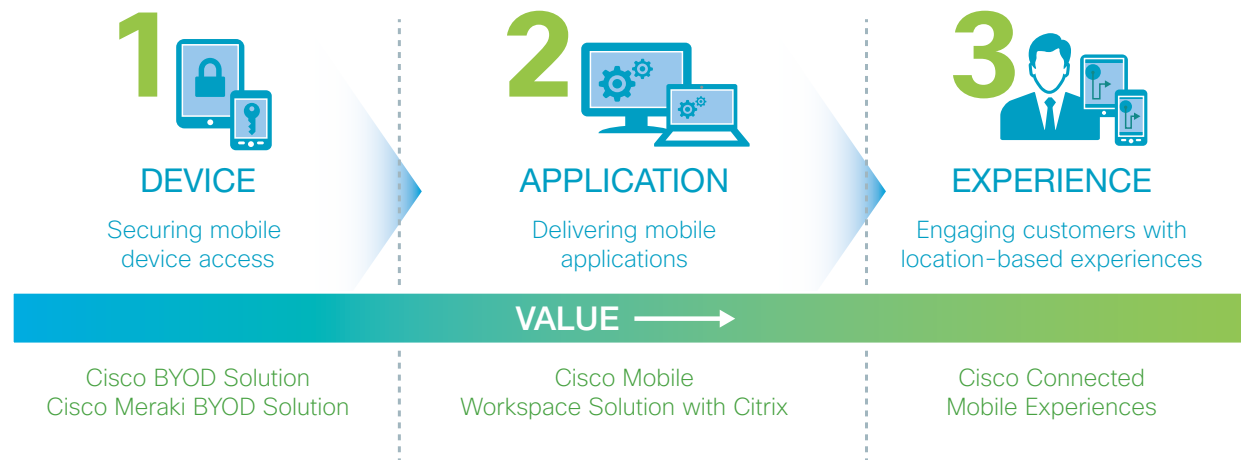 1
DEVICE
Securing mobile
device access
2
APPLICATION
Delivering mobile
applications
3
EXPERIENCE
Engaging customers with
location-based experiences
VALUE
Cisco BYOD Solution
Cisco Meraki BYOD Solution
Cisco Mobile
Workspace Solution with Citrix
Cisco Connected
Mobile Experiences